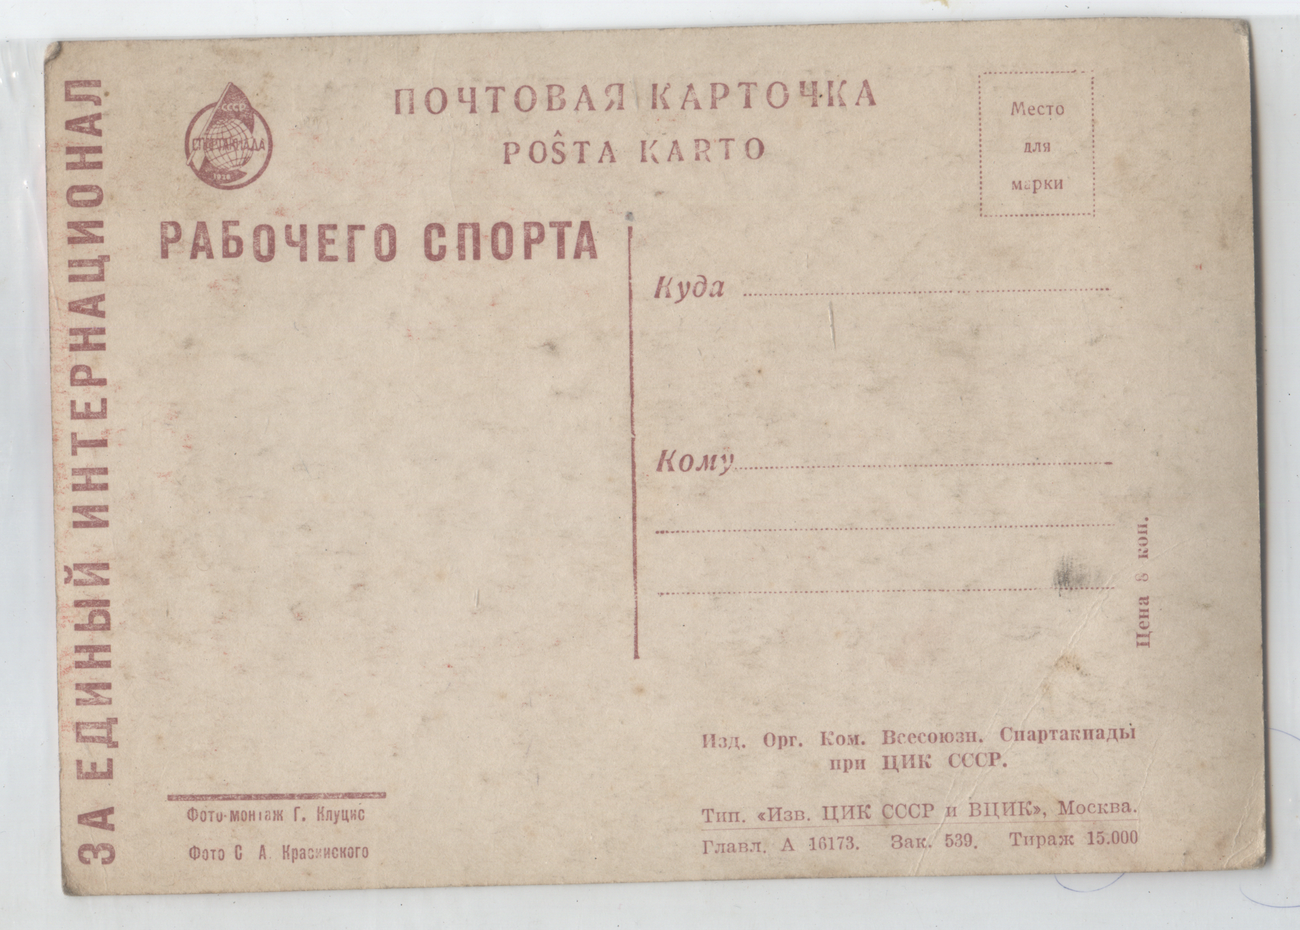 ЗА ЕДИНЫЙ ИНТЕРНАЦИОНАЛ
РАБОЧЕГО СПОРТА
СССР
СПАРТАКИАДА
1928
ПОЧТОВАЯ КАРТОЧКА
POŜTA KARTO
Место
для
марки
Куда
Кому
Цена 8 коп.
Фото-монтаж Г. Клуцис
Фото С А. Красинского
Изд. Орг. Ком. Всесоюзн. Спартакиады
при ЦИК СССР.
Тип. «Изв. ЦИК СССР и ВЦИК», Москва.
Главл. А 16173. Зак. 539. Тираж 15.000